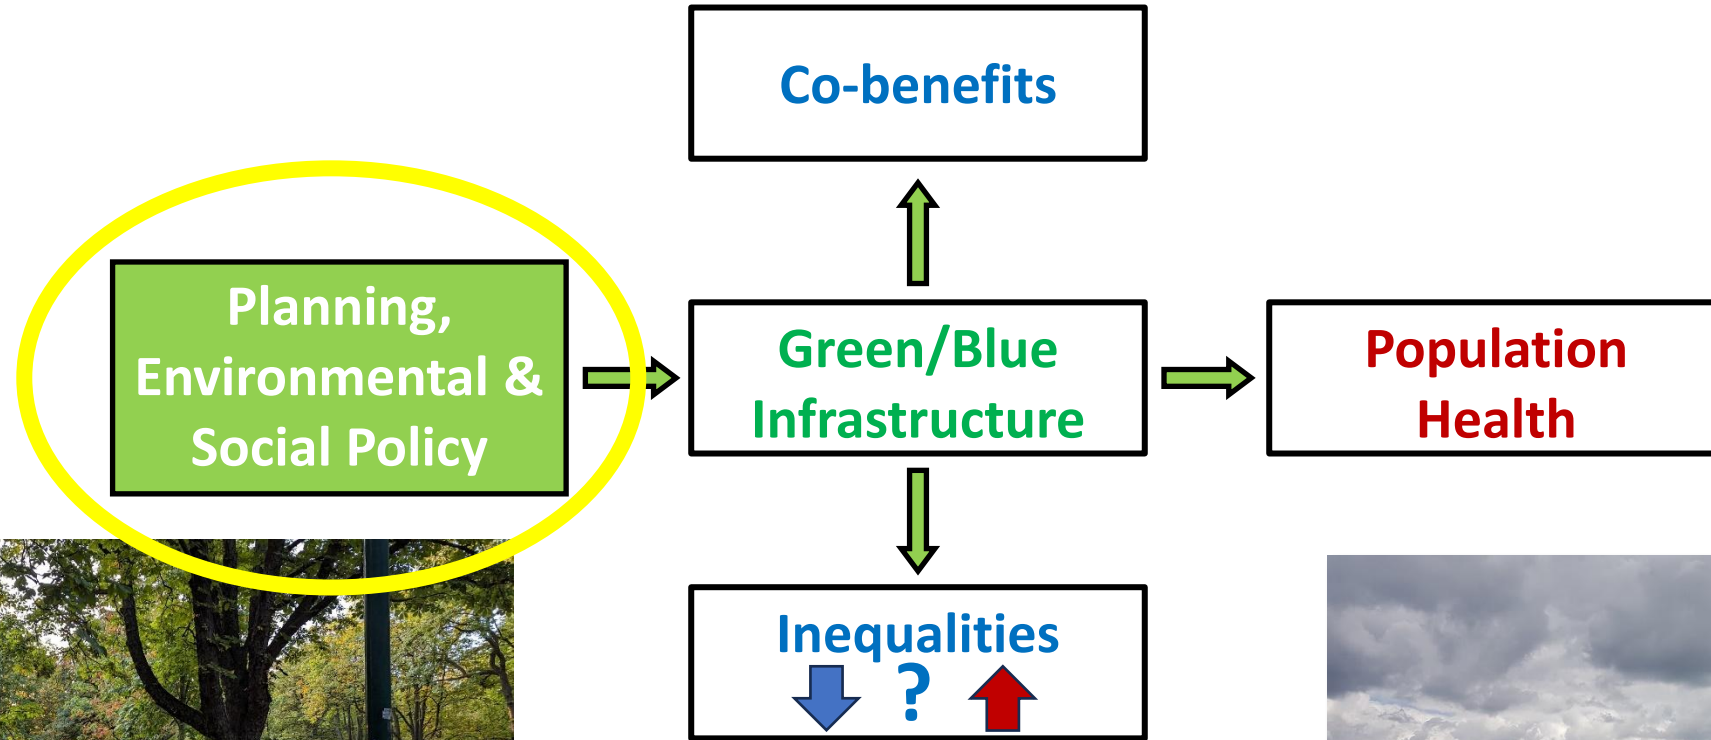 Co-benefits
Planning,
Environmental &
Social Policy
Green/Blue
Infrastructure
Population
Health
Inequalities
?